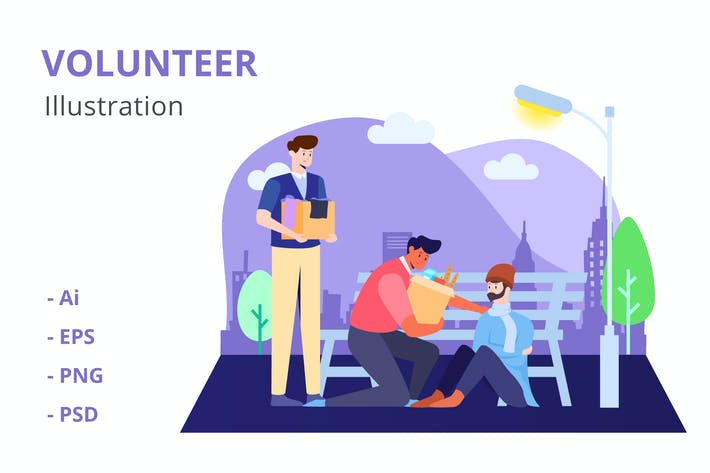 VOLUNTEER
Illustration
- Ai
- EPS
- PNG
- PSD